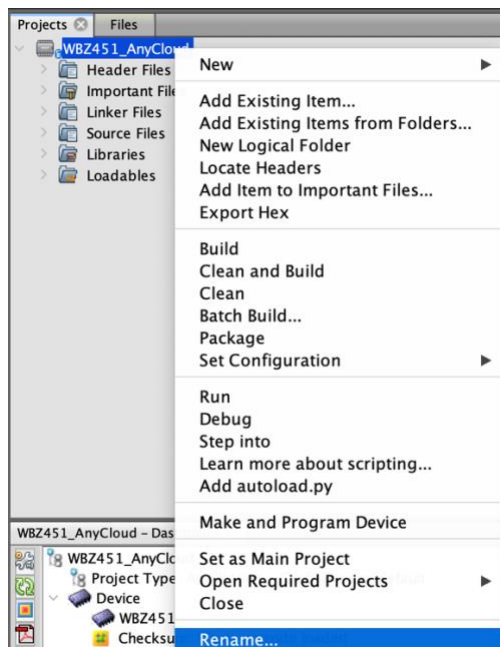 Projects Files
WBZ451_AnyCloud
Header Files
Important File
Linker Files
Source Files
Libraries
Loadables
New
Add Existing Item...
Add Existing Items from Folders...
New Logical Folder
Locate Headers
Add Item to Important Files...
Export Hex
Build
Clean and Build
Clean
Batch Build...
Package
Set Configuration
Run
Debug
Step into
Learn more about scripting...
Add autoload.py
Make and Program Device
Set as Main Project
Open Required Projects
Close
Rename...
WBZ451_AnyCloud - Das
WBZ451_AnyClo
Project Type
Device
WBZ451
Checksu